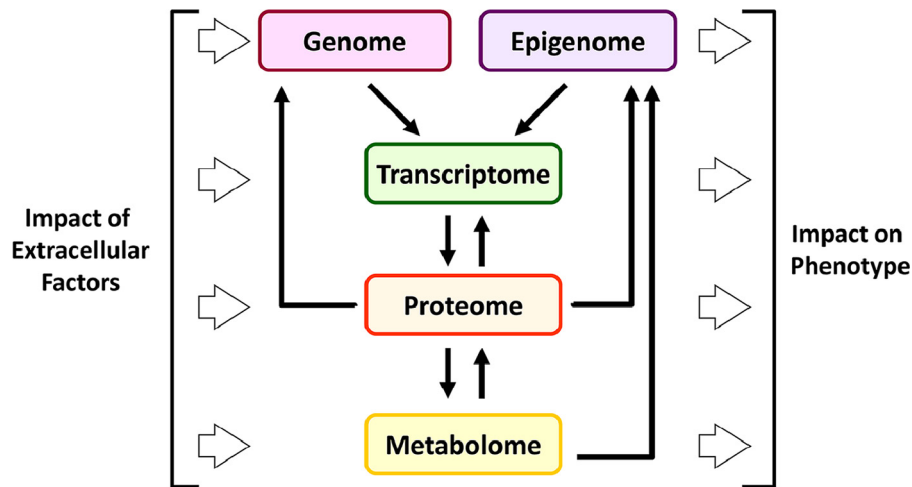 Genome
Epigenome
Transcriptome
Impact of
Extracellular
Factors
Impact on
Phenotype
Proteome
Metabolome